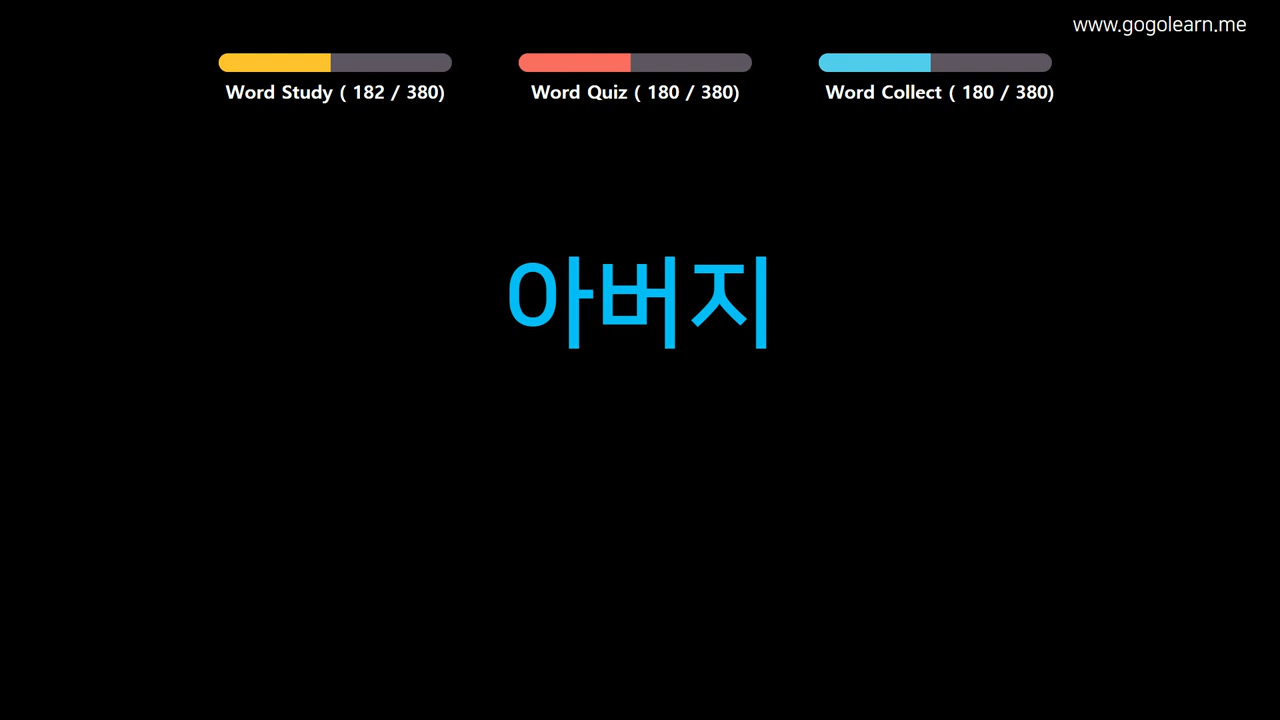 www.gogolearn.me
Word Study ( 182 / 380)
Word Quiz ( 180 / 380)
Word Collect ( 180 / 380)
아버지